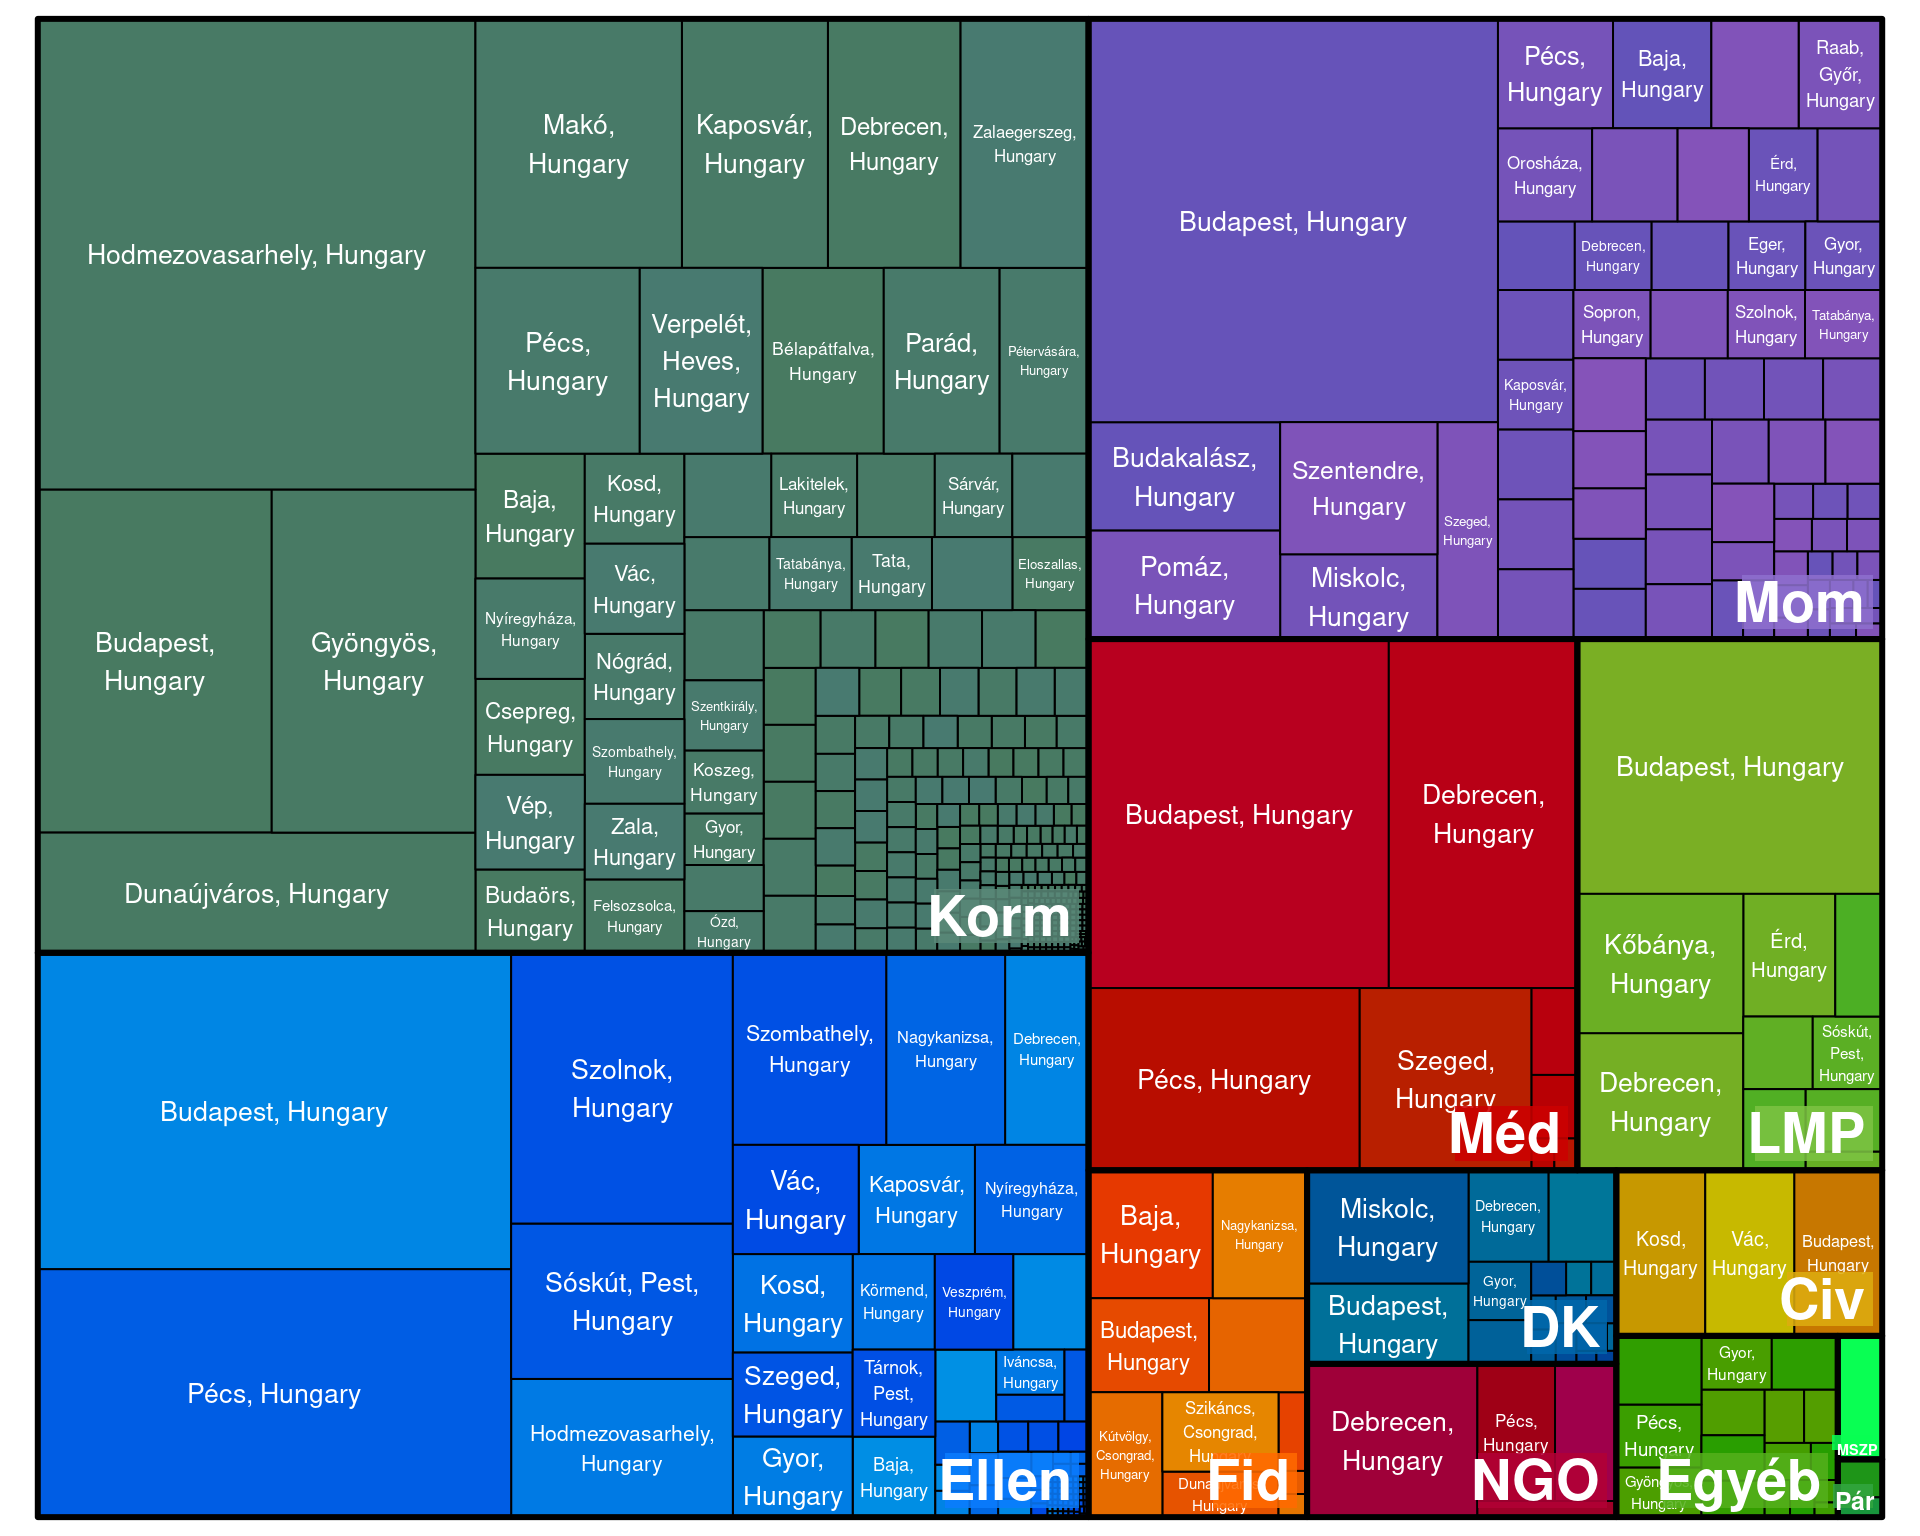 Hodmezovasarhely, Hungary
Makó,
Hungary
Kaposvár,
Hungary
Debrecen,
Hungary
Zalaegerszeg,
Hungary
Pécs,
Hungary
Verpelét,
Heves,
Hungary
Bélapátfalva,
Hungary
Parád,
Hungary
Pétervására,
Hungary
Budapest,
Hungary
Gyöngyös,
Hungary
Dunaújváros, Hungary
Baja,
Hungary
Nyíregyháza,
Hungary
Csepreg,
Hungary
Vép,
Hungary
Budaörs,
Hungary
Kosd,
Hungary
Vác,
Hungary
Nógrád,
Hungary
Szombathely,
Hungary
Zala,
Hungary
Felsozsolca,
Hungary
Lakitelek,
Hungary
Sárvár,
Hungary
Tatabánya,
Hungary
Tata,
Hungary
Eloszallas,
Hungary
Szentkirály,
Hungary
Koszeg,
Hungary
Gyor,
Hungary
Ózd,
Hungary
Korm
Budapest, Hungary
Pécs,
Hungary
Baja,
Hungary
Raab,
Győr,
Hungary
Orosháza,
Hungary
Érd,
Hungary
Debrecen,
Hungary
Eger,
Hungary
Gyor,
Hungary
Sopron,
Hungary
Szolnok,
Hungary
Tatabánya,
Hungary
Kaposvár,
Hungary
Budakalász,
Hungary
Pomáz,
Hungary
Szentendre,
Hungary
Miskolc,
Hungary
Szeged,
Hungary
Mom
Budapest, Hungary
Debrecen,
Hungary
Pécs, Hungary
Szeged,
Hungary
Méd
Budapest, Hungary
Kőbánya,
Hungary
Érd,
Hungary
Debrecen,
Hungary
Sóskút,
Pest,
Hungary
LMP
Budapest, Hungary
Pécs, Hungary
Szolnok,
Hungary
Sóskút, Pest,
Hungary
Hodmezovasarhely,
Hungary
Szombathely,
Hungary
Nagykanizsa,
Hungary
Debrecen,
Hungary
Vác,
Hungary
Kaposvár,
Hungary
Nyíregyháza,
Hungary
Kosd,
Hungary
Körmend,
Hungary
Veszprém,
Hungary
Szeged,
Hungary
Tárnok,
Pest,
Hungary
Iváncsa,
Hungary
Gyor,
Hungary
Baja,
Hungary
Ellen
Baja,
Hungary
Nagykanizsa,
Hungary
Budapest,
Hungary
Kútvölgy,
Csongrad,
Hungary
Szikáncs,
Csongrad,
Hungary
Fid
Miskolc,
Hungary
Budapest,
Hungary
Debrecen,
Hungary
Gyor,
Hungary
DK
Debrecen,
Hungary
Pécs,
Hungary
NGO
Kosd,
Hungary
Vác,
Hungary
Budapest,
Hungary
Civ
Gyor,
Hungary
Pécs,
Hungary
Egyéb
MSZP
Pár